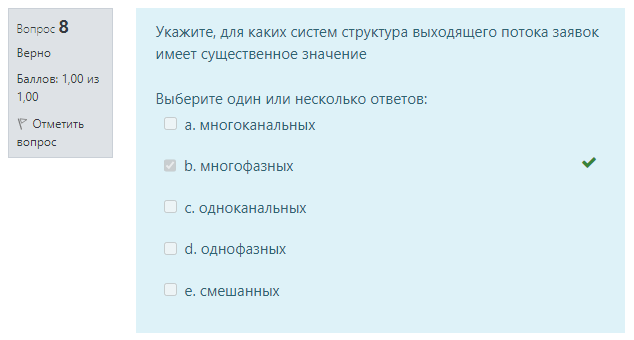 Вопрос 8
Верно
Баллов: 1,00 из
1,00
Отметить
вопрос
Укажите, для каких систем структура выходящего потока заявок
имеет существенное значение
Выберите один или несколько ответов:
a. многоканальных
b. многофазных
c. одноканальных
d. однофазных
e. смешанных